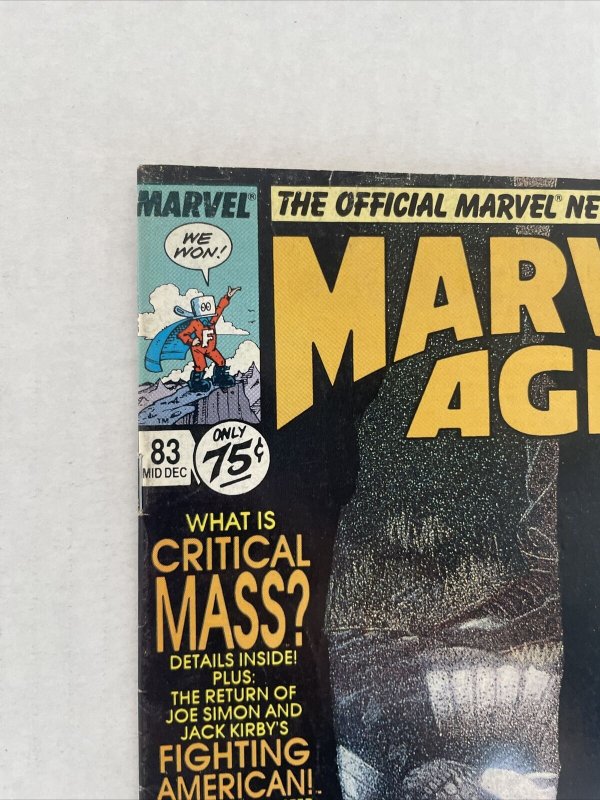 MARVEL®
THE OFFICIAL MARVEL® NE
WE
WON!
MARV
AG
F
TM
83
MID DEC
ONLY
75¢
WHAT IS
CRITICAL
MASS?
DETAILS INSIDE!
PLUS:
THE RETURN OF
JOE SIMON AND
JACK KIRBY'S
FIGHTING
AMERICAN!